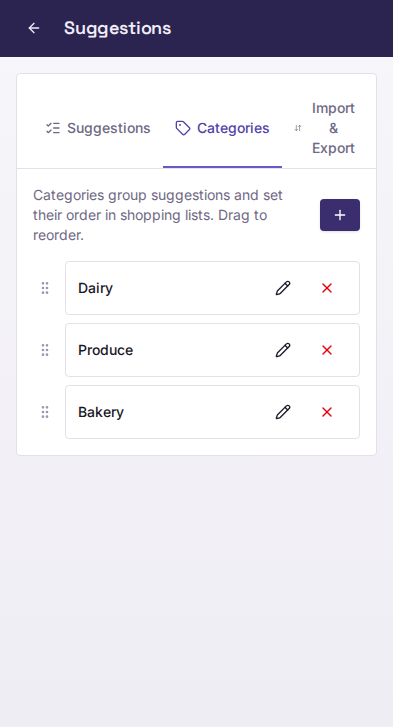 Suggestions
Suggestions
Categories
Import
&
Export
Categories group suggestions and set
their order in shopping lists. Drag to
reorder.
Dairy
Produce
Bakery